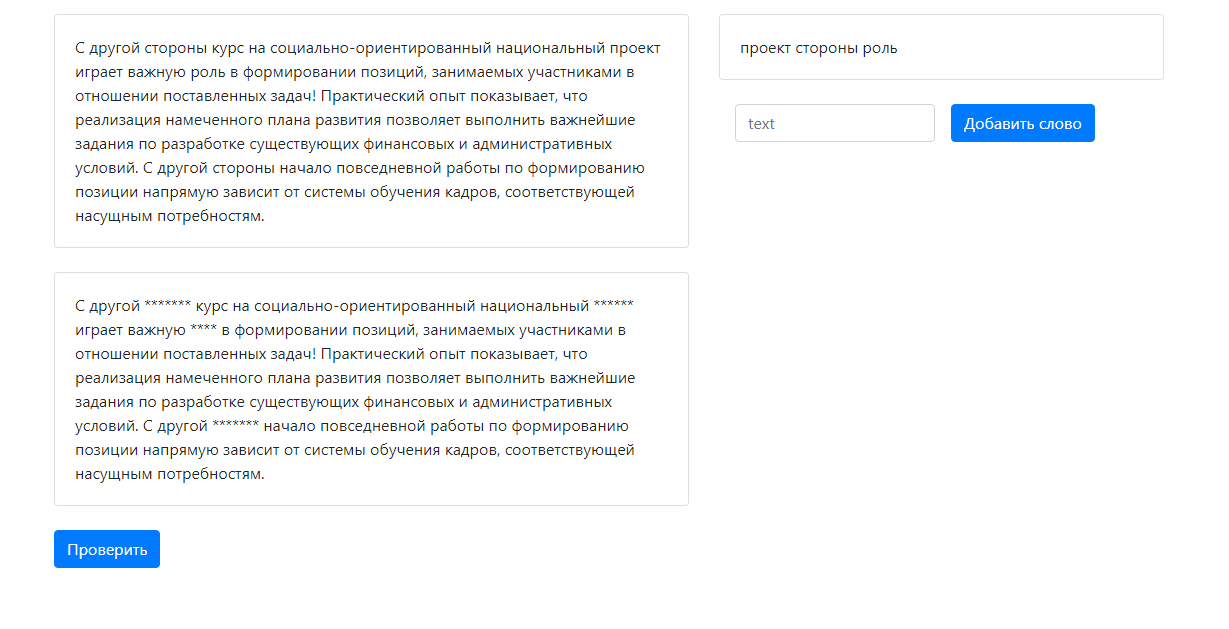 С другой стороны курс на социально-ориентированный национальный проект
играет важную роль в формировании позиций, занимаемых участниками в
отношении поставленных задач! Практический опыт показывает, что
реализация намеченного плана развития позволяет выполнить важнейшие
задания по разработке существующих финансовых и административных
условий. С другой стороны начало повседневной работы по формированию
позиции напрямую зависит от системы обучения кадров, соответствующей
насущным потребностям.
С другой ******* курс на социально-ориентированный национальный ******
играет важную **** в формировании позиций, занимаемых участниками в
отношении поставленных задач! Практический опыт показывает, что
реализация намеченного плана развития позволяет выполнить важнейшие
задания по разработке существующих финансовых и административных
условий. С другой ******* начало повседневной работы по формированию
позиции напрямую зависит от системы обучения кадров, соответствующей
насущным потребностям.
Проверить
проект стороны роль
text
Добавить слово